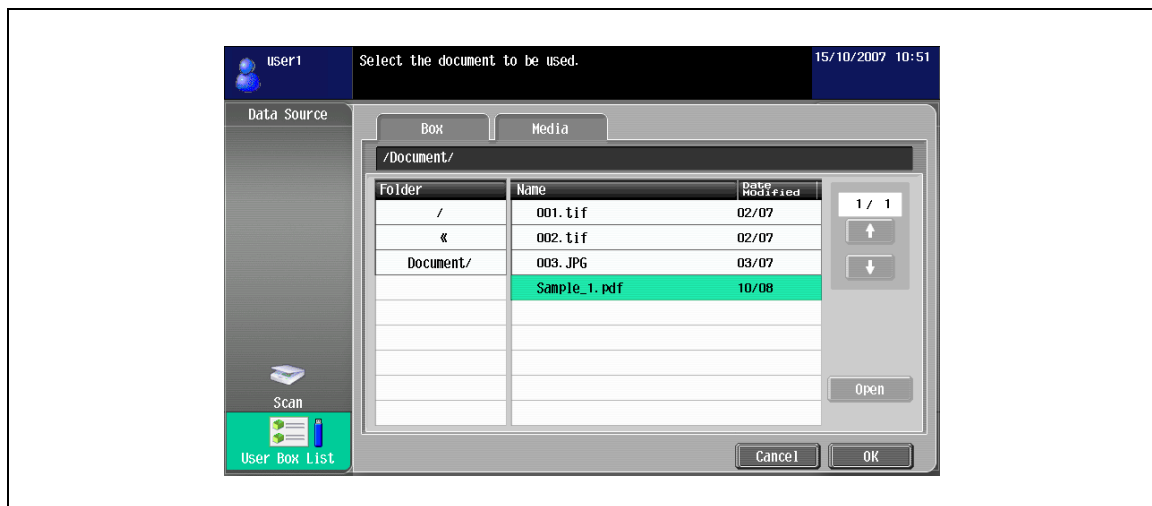 user1
Select the document to be used.
15/10/2007 10:51
Data Source
Box Media
/Document/
Folder Name Date Modified
/ 001.tif 02/07
« 002.tif 02/07
Document/ 003.JPG 03/07
Sample_1.pdf 10/08
1/ 1
Open
Scan
User Box List
Cancel OK